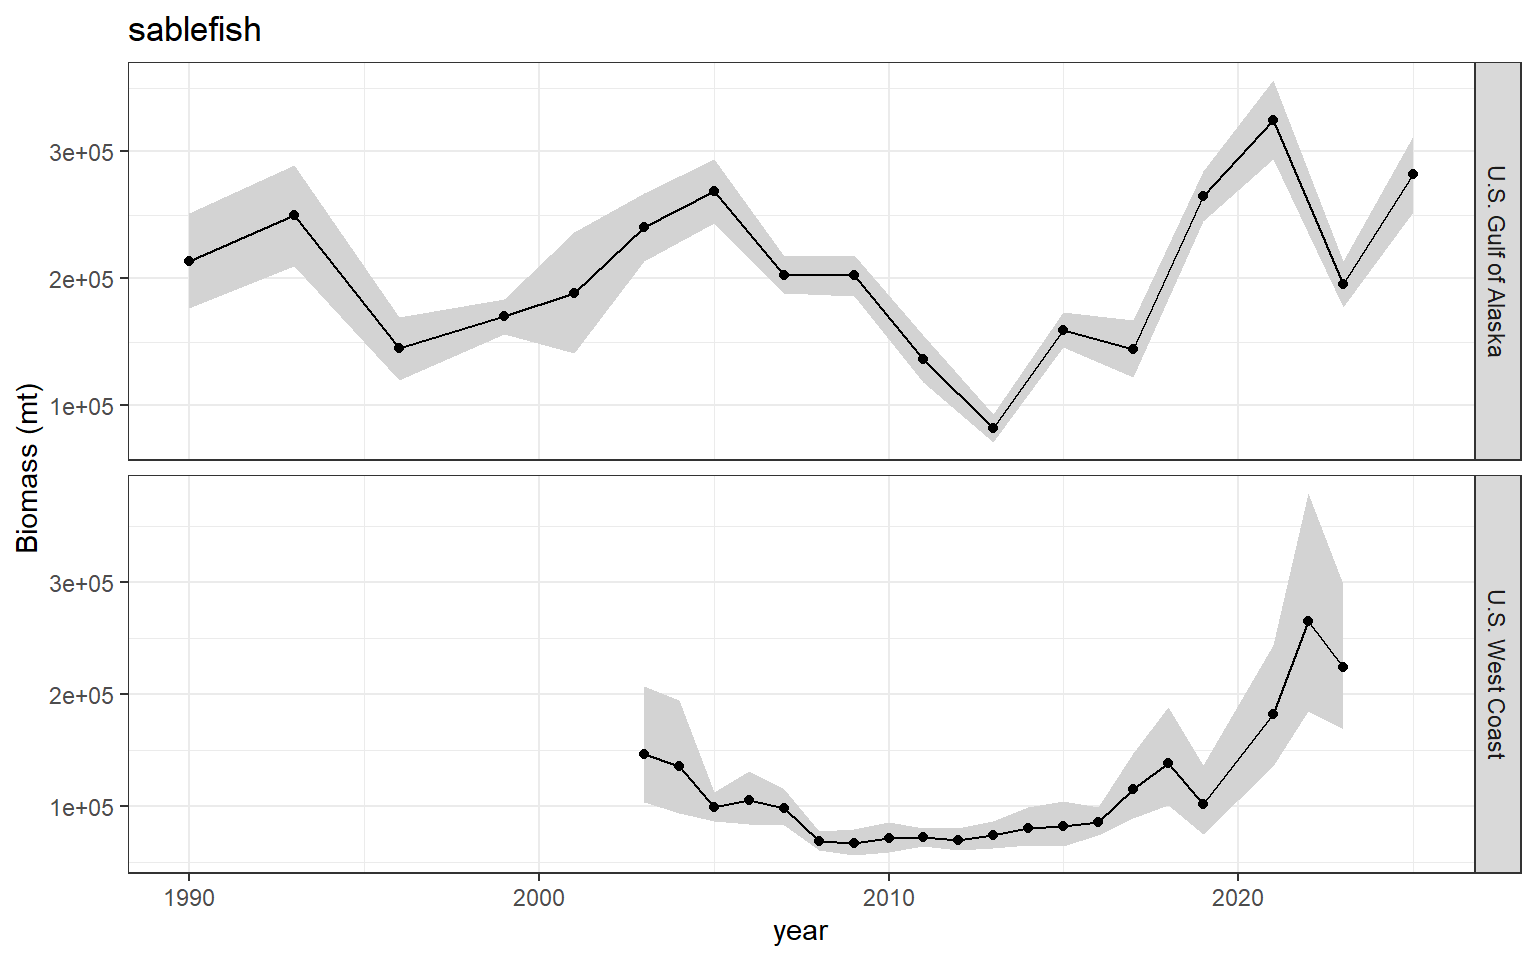 sablefish
Biomass (mt)
3e+05
2e+05
1e+05
U.S. Gulf of Alaska
3e+05
2e+05
1e+05
U.S. West Coast
1990
2000
2010
2020
year